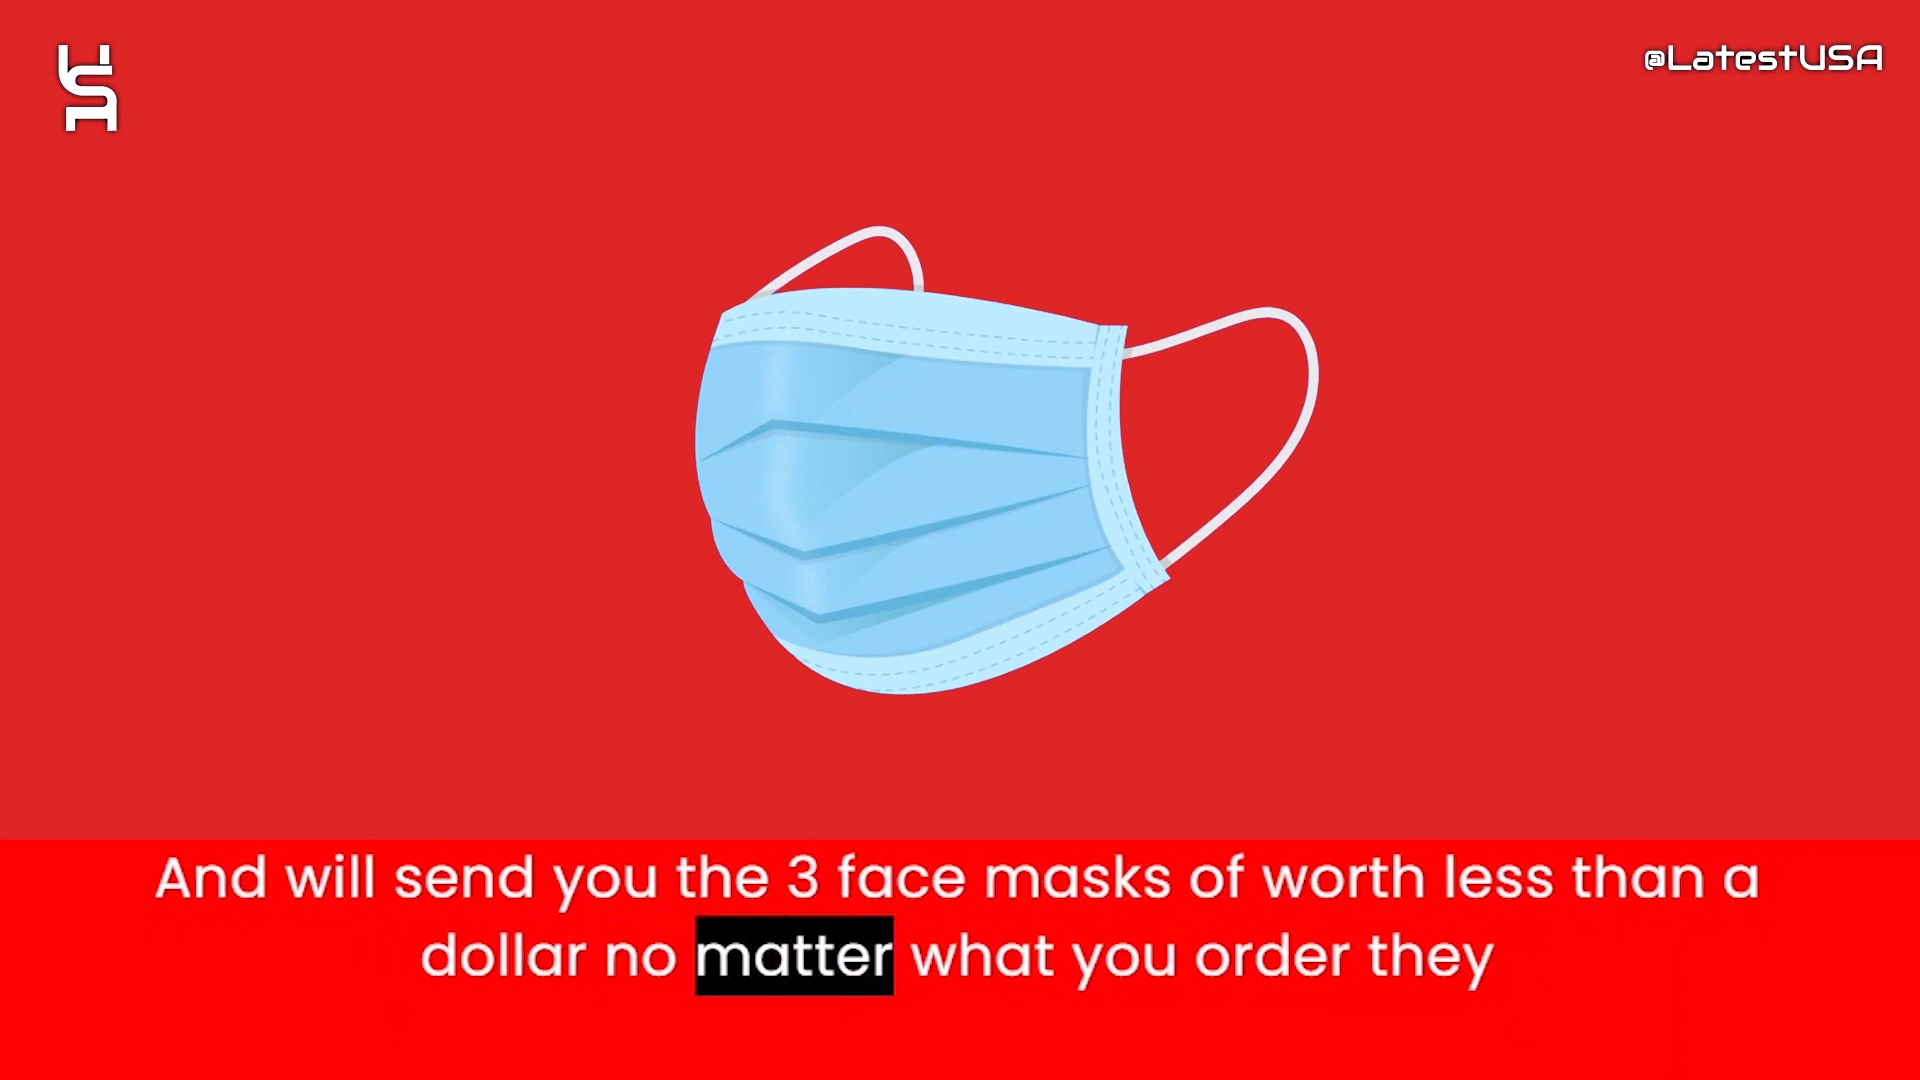 USA
@LatestUSA
And will send you the 3 face masks of worth less than a
dollar no matter what you order they